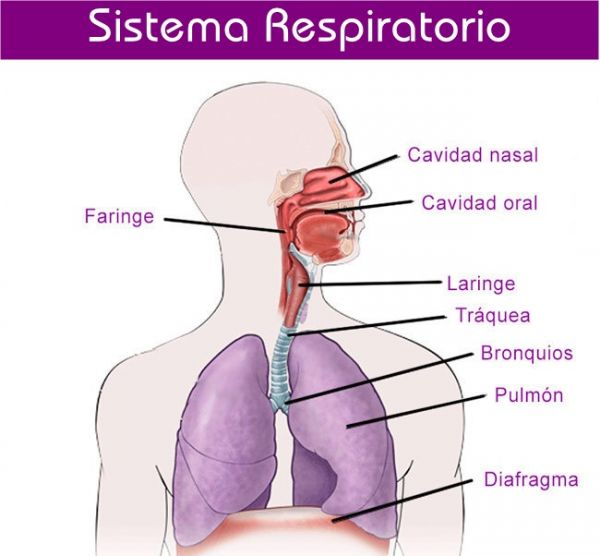 Sistema Respiratorio
Cavidad nasal
Cavidad oral
Faringe
Laringe
Tráquea
Bronquios
Pulmón
Diafragma